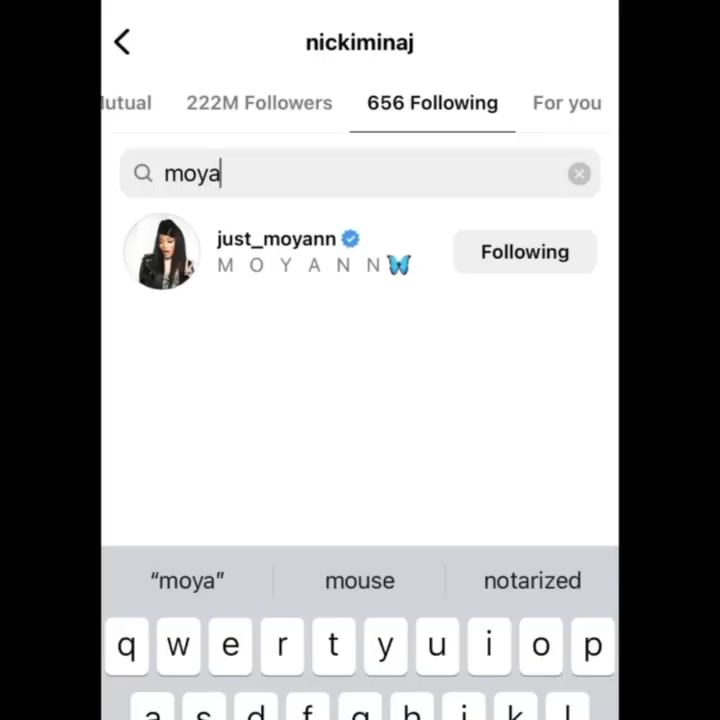 nickiminaj
lutual 222M Followers 656 Following For you
moya
just_moyann
M O Y A N N🦋
Following
“moya” mouse notarized
q w e r t y u i o p
a s d f g h j k l